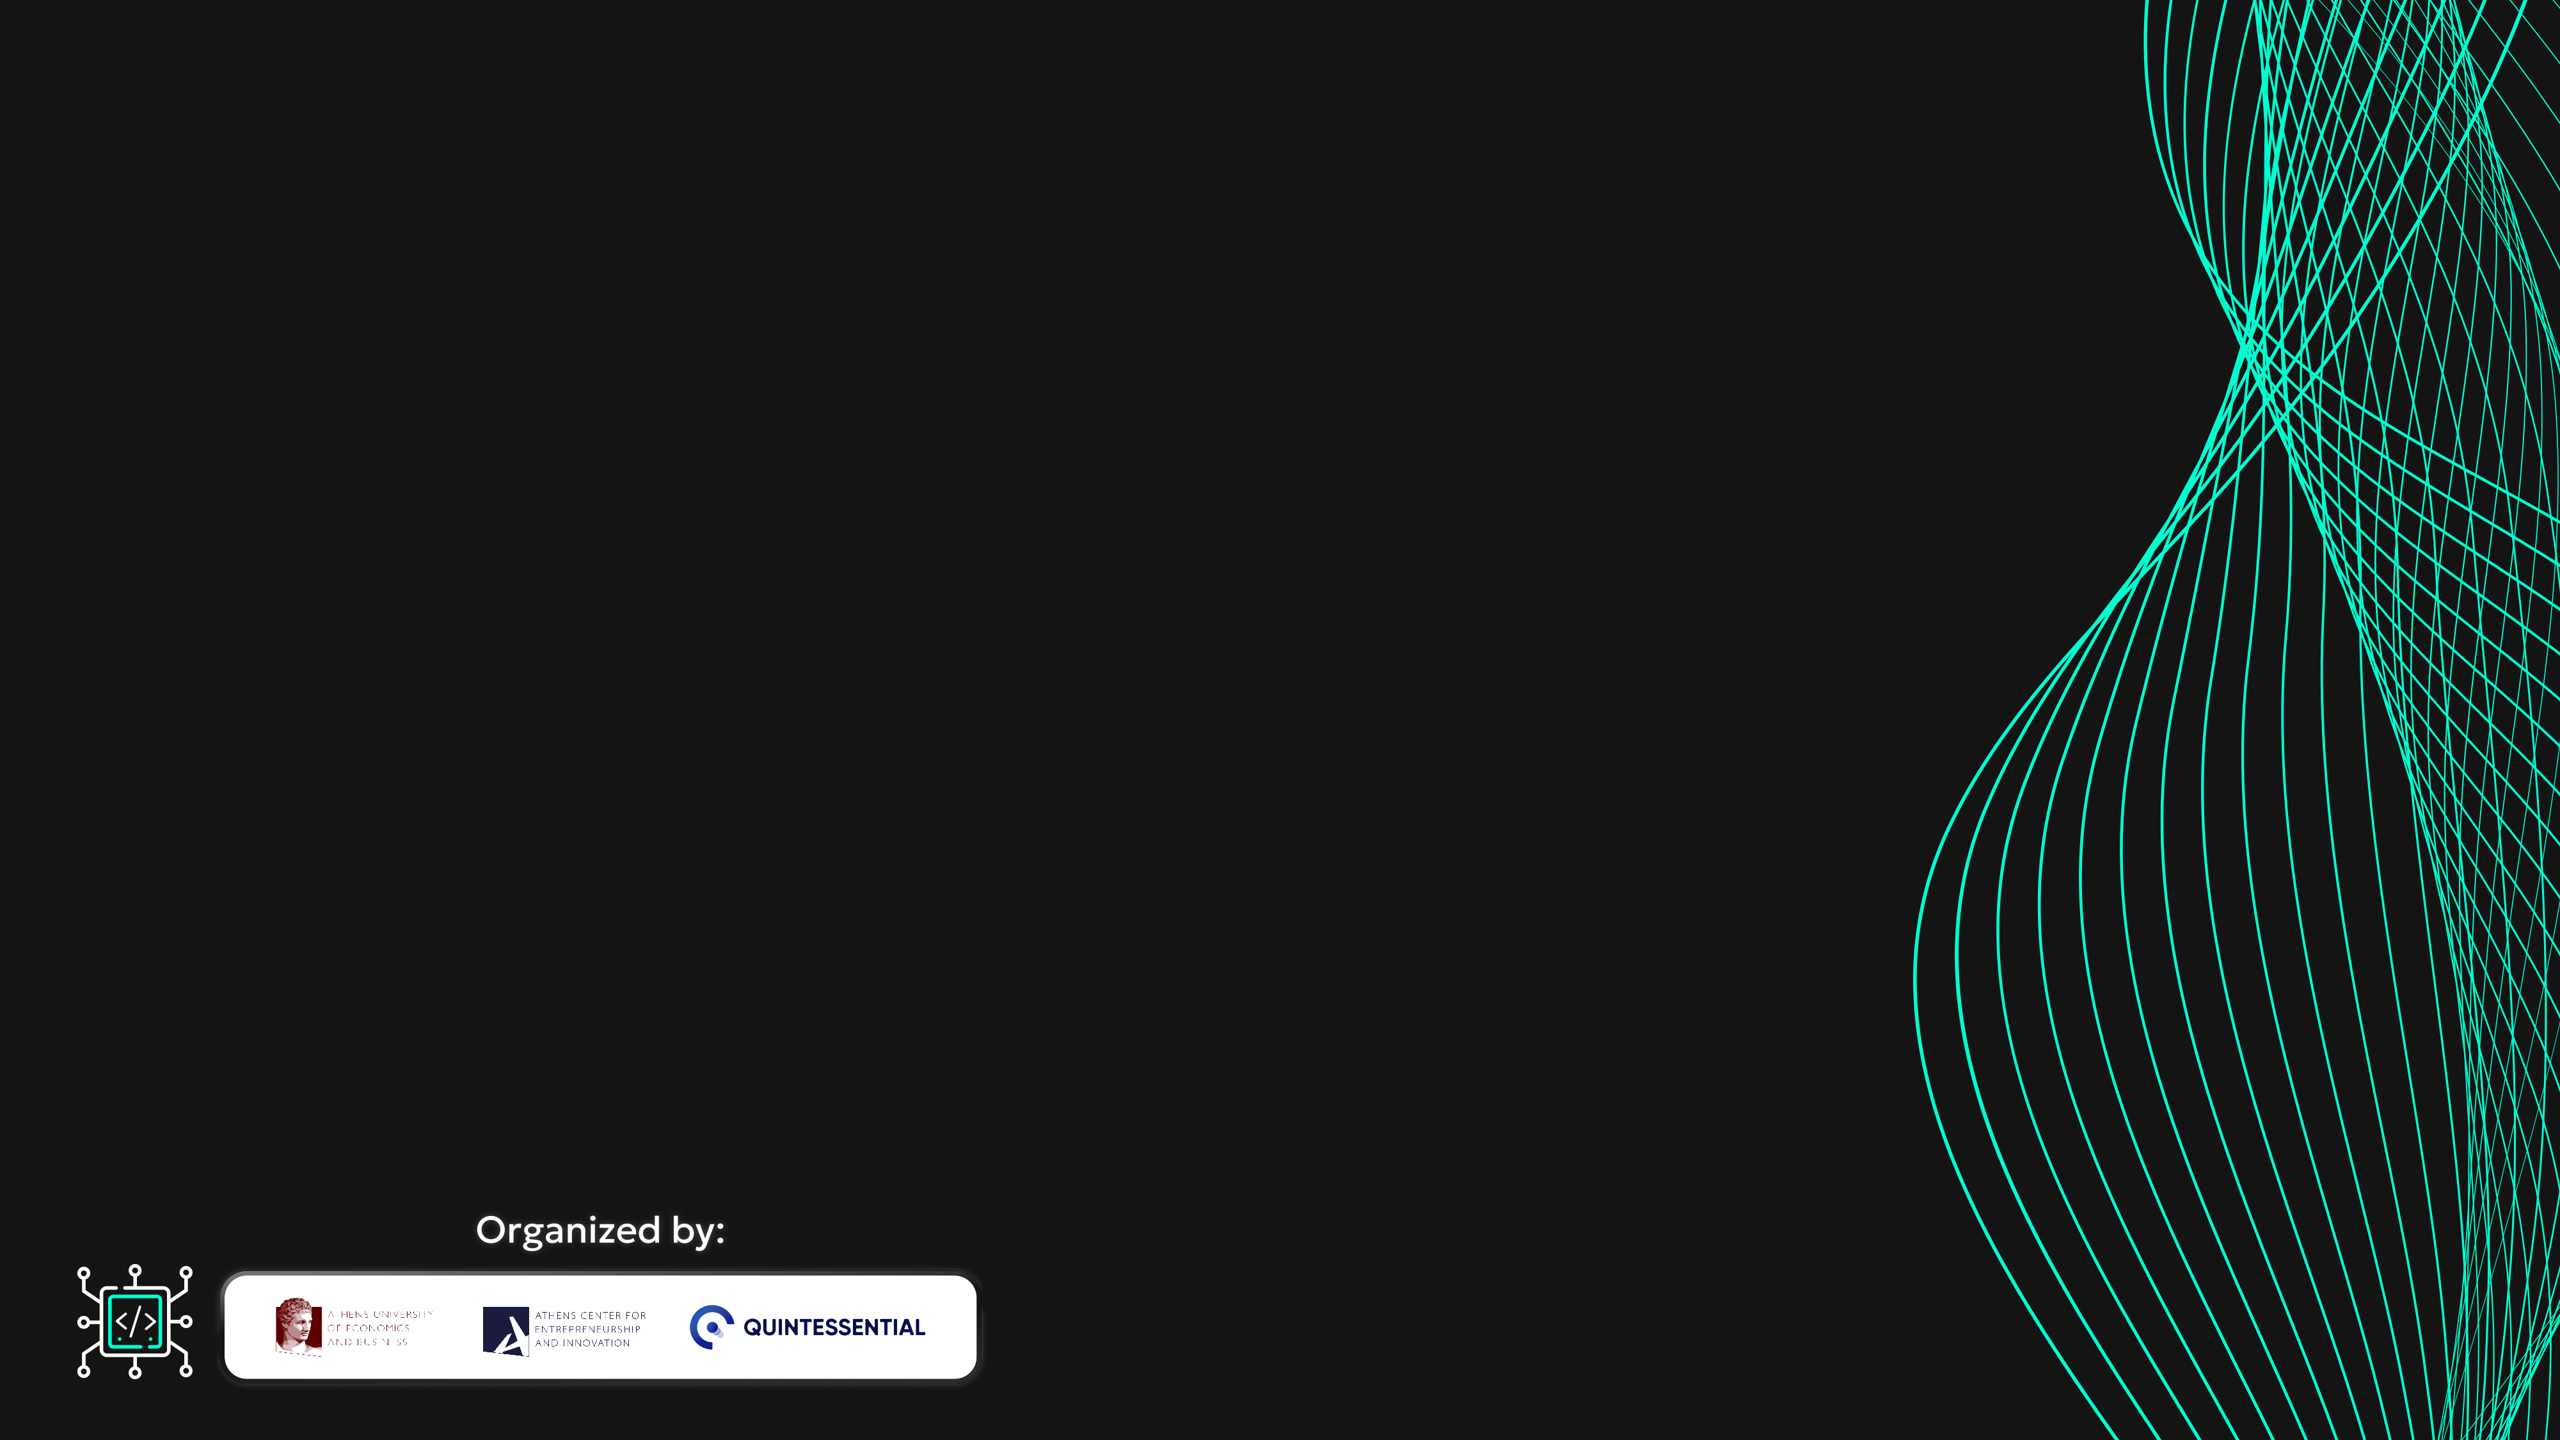 Organized by:
</>
ATHENS UNIVERSITY
OF ECONOMICS
AND BUSINESS
ATHENS CENTER FOR
ENTREPRENEURSHIP
AND INNOVATION
QUINTESSENTIAL